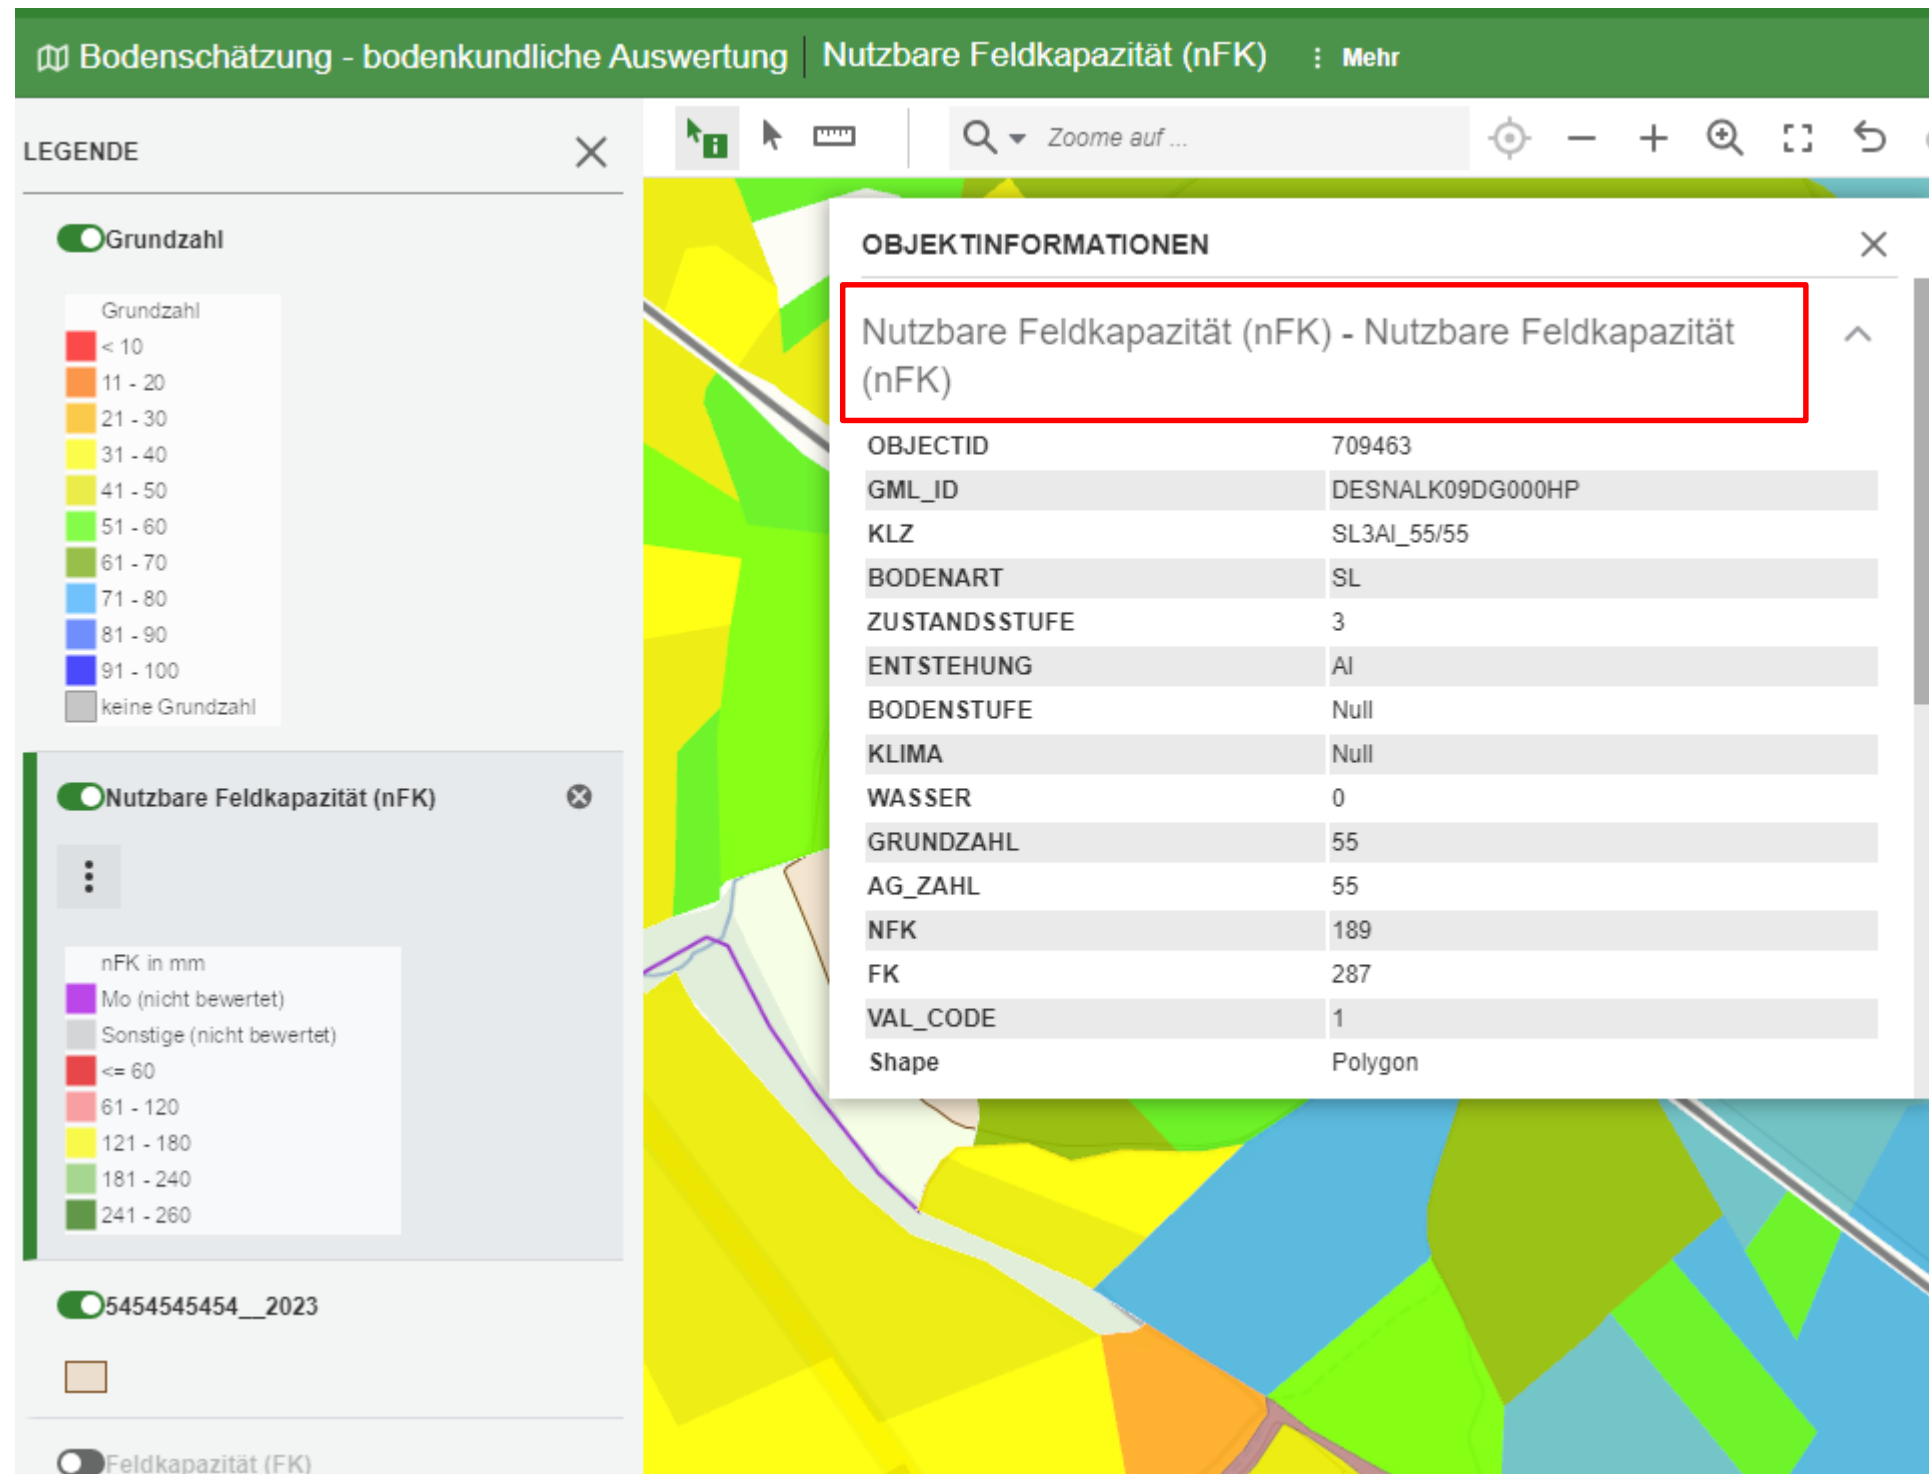 Bodenschätzung - bodenkundliche Auswertung
Nutzbare Feldkapazität (nFK)
Mehr
LEGENDE
Zoome auf ...
Grundzahl
Grundzahl
< 10
11 - 20
21 - 30
31 - 40
41 - 50
51 - 60
61 - 70
71 - 80
81 - 90
91 - 100
keine Grundzahl
Nutzbare Feldkapazität (nFK)
nFK in mm
Mo (nicht bewertet)
Sonstige (nicht bewertet)
<= 60
61 - 120
121 - 180
181 - 240
241 - 260
5454545454__2023
Feldkapazität (FK)
OBJEKTINFORMATIONEN
Nutzbare Feldkapazität (nFK) - Nutzbare Feldkapazität
(nFK)
OBJECTID 709463
GML_ID DESNALK09DG000HP
KLZ SL3Al_55/55
BODENART SL
ZUSTANDSSTUFE 3
ENTSTEHUNG Al
BODENSTUFE Null
KLIMA Null
WASSER 0
GRUNDZAHL 55
AG_ZAHL 55
NFK 189
FK 287
VAL_CODE 1
Shape Polygon